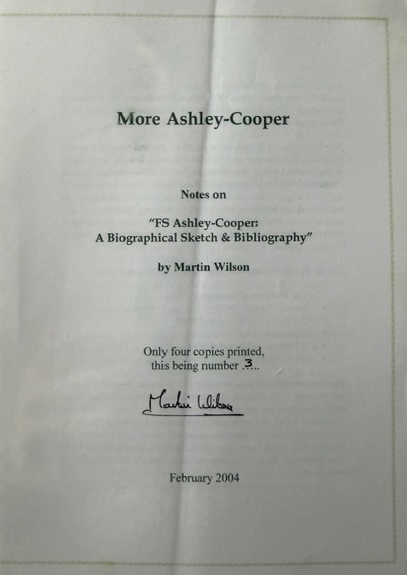 More Ashley-Cooper
Notes on
“FS Ashley-Cooper:
A Biographical Sketch & Bibliography”
by Martin Wilson
Only four copies printed,
this being number .3...
Martin Wilson
February 2004